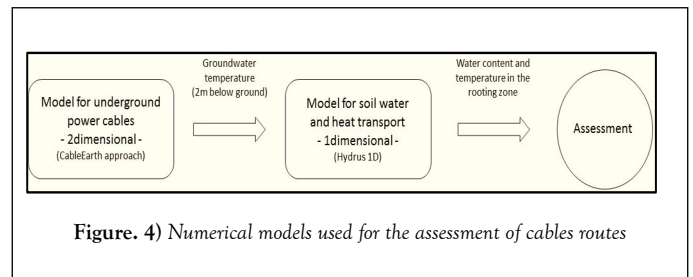 Model for underground
power cables
- 2dimensional -
(CableEarth approach)
Groundwater
temperature
(2m below ground)
Model for soil water
and heat transport
- 1dimensional -
(Hydrus 1D)
Water content and
temperature in the
rooting zone
Assessment
Figure. 4) Numerical models used for the assessment of cables routes